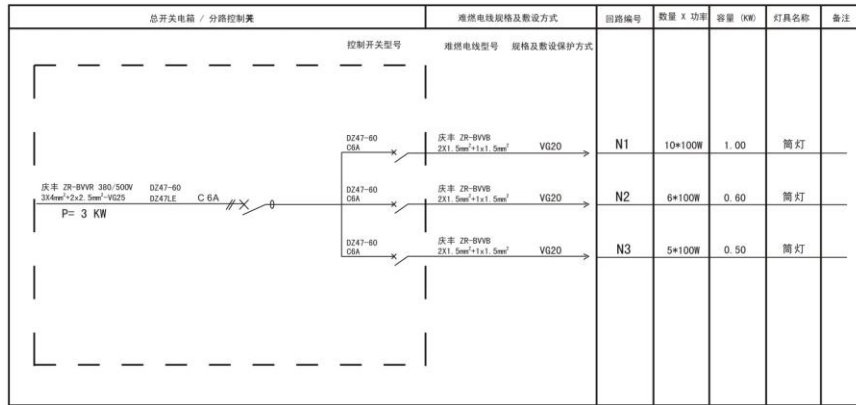 总开关电箱 / 分路控制 难燃电线规格及敷设方式 回路编号 数量 X 功率 容量 (KW) 灯具名称 备注
控制开关型号 难燃电线型号 规格及敷设保护方式
DZ47-60 庆丰 ZR-BVVB
C6A 2X1.5mm²+1x1.5mm² VG20 N1 10*100W 1.00 筒灯
庆丰 ZR-BVVR 380/500V DZ47-60 DZ47-60 庆丰 ZR-BVVB
3X4mm²+2x2.5mm²-VG25 DZ47LE C 6A C6A 2X1.5mm²+1x1.5mm² VG20 N2 6*100W 0.60 筒灯
P= 3 KW
DZ47-60 庆丰 ZR-BVVB
C6A 2X1.5mm²+1x1.5mm² VG20 N3 5*100W 0.50 筒灯